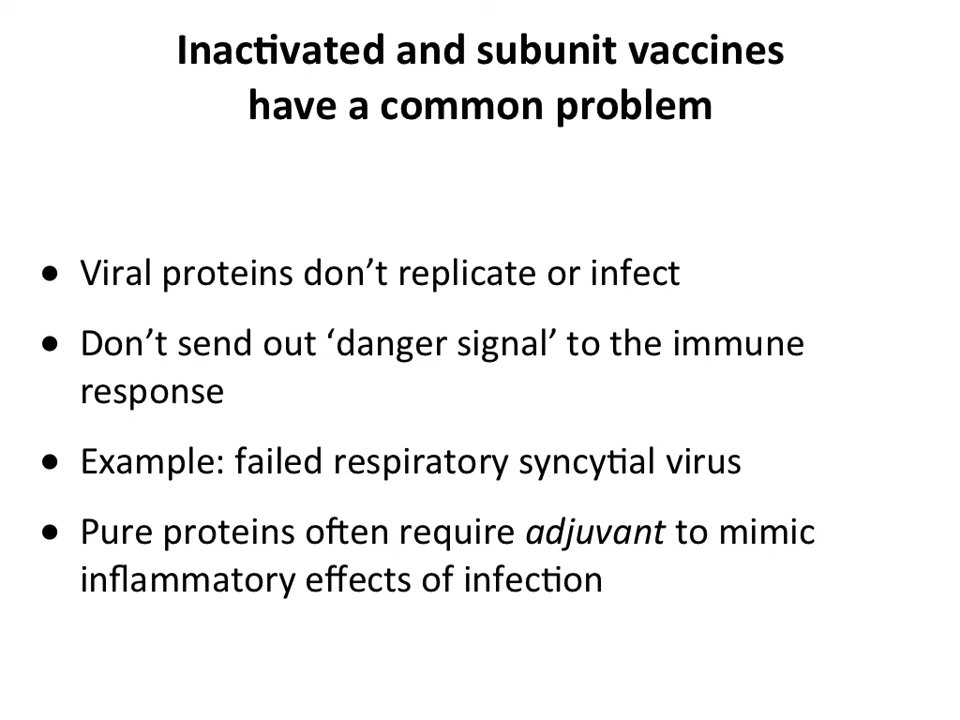 Inactivated and subunit vaccines
have a common problem
• Viral proteins don’t replicate or infect
• Don’t send out ‘danger signal’ to the immune
response
• Example: failed respiratory syncytial virus
• Pure proteins often require adjuvant to mimic
inflammatory effects of infection